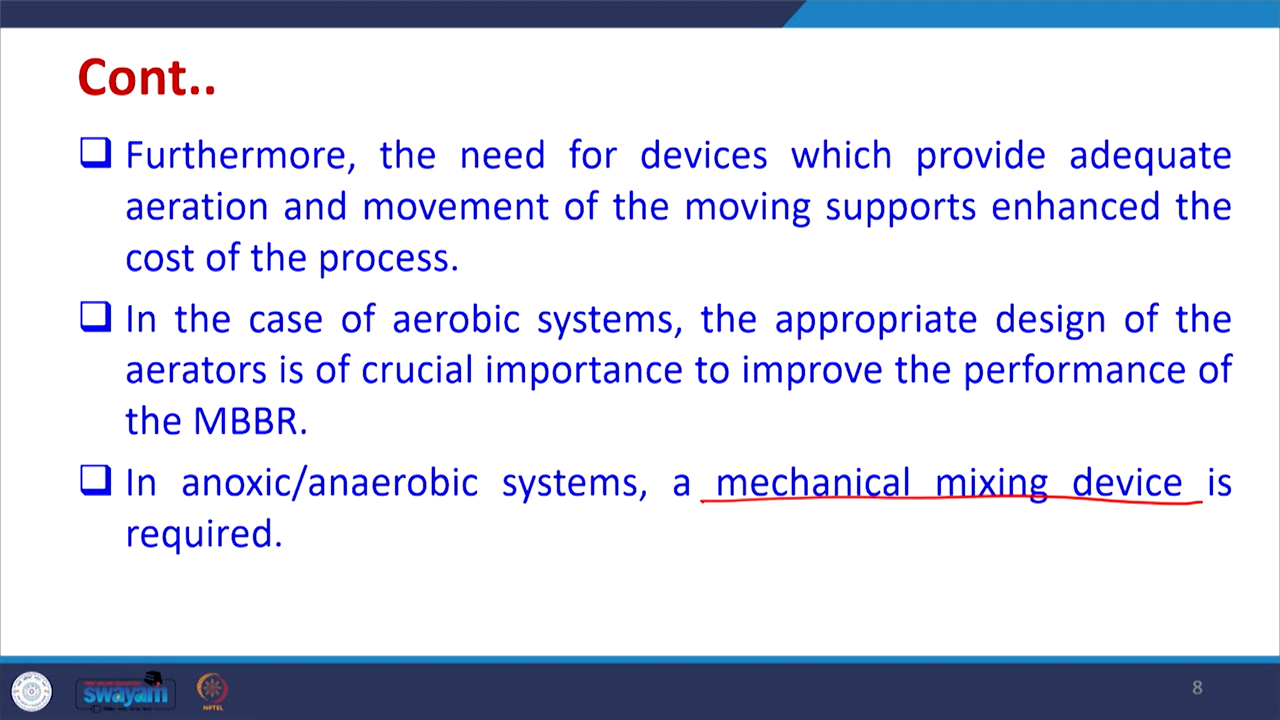 Cont..
❑ Furthermore, the need for devices which provide adequate
aeration and movement of the moving supports enhanced the
cost of the process.
❑ In the case of aerobic systems, the appropriate design of the
aerators is of crucial importance to improve the performance of
the MBBR.
❑ In anoxic/anaerobic systems, a mechanical mixing device is
required.
swayam
NPTEL
8